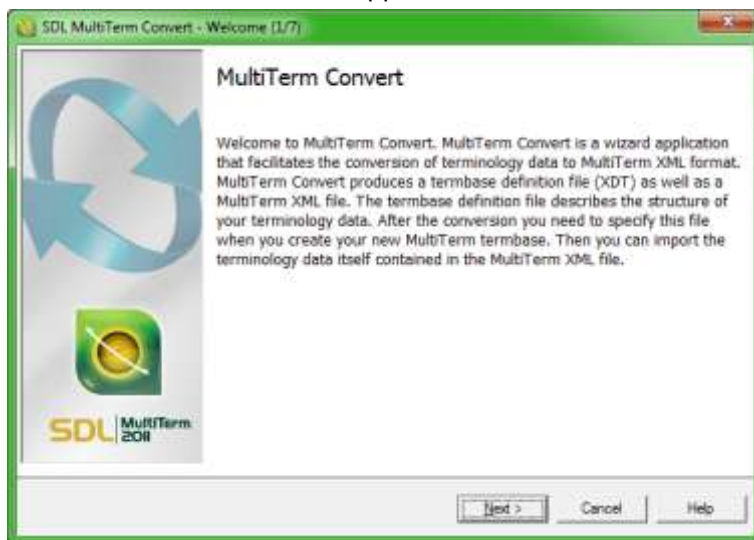 SDL MultiTerm Convert - Welcome (1/7)
MultiTerm Convert
Welcome to MultiTerm Convert. MultiTerm Convert is a wizard application
that facilitates the conversion of terminology data to MultiTerm XML format.
MultiTerm Convert produces a termbase definition file (XDT) as well as a
MultiTerm XML file. The termbase definition file describes the structure of
your terminology data. After the conversion you need to specify this file
when you create your new MultiTerm termbase. Then you can import the
terminology data itself contained in the MultiTerm XML file.
SDL MultiTerm
2011
Next > Cancel Help